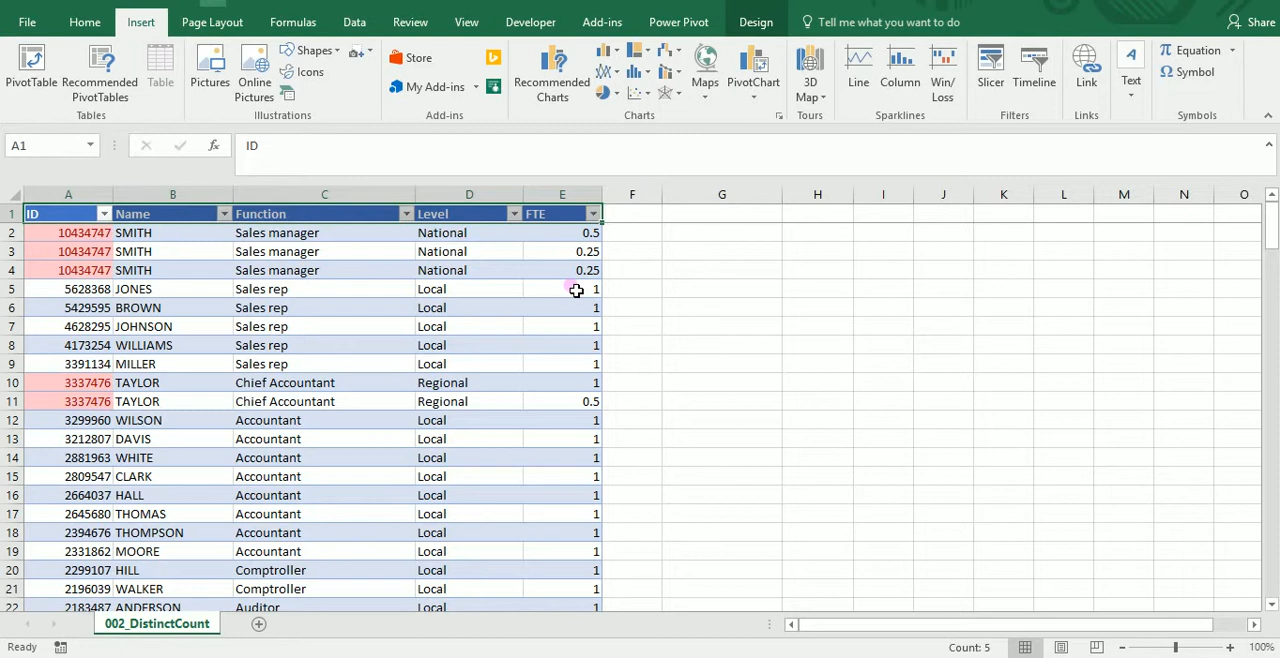 File Home Insert Page Layout Formulas Data Review View Developer Add-ins Power Pivot Design Tell me what you want to do Share
PivotTable Recommended PivotTables Table Pictures Online Pictures Shapes Icons Store My Add-ins Recommended Charts Maps PivotChart 3D Map Line Column Win/Loss Slicer Timeline Link Text Equation Symbol
Tables Illustrations Add-ins Charts Tours Sparklines Filters Links Symbols
A1 fx ID
A B C D E F G H I J K L M N O
1 ID Name Function Level FTE
2 10434747 SMITH Sales manager National 0.5
3 10434747 SMITH Sales manager National 0.25
4 10434747 SMITH Sales manager National 0.25
5 5628368 JONES Sales rep Local 1
6 5429595 BROWN Sales rep Local 1
7 4628295 JOHNSON Sales rep Local 1
8 4173254 WILLIAMS Sales rep Local 1
9 3391134 MILLER Sales rep Local 1
10 3337476 TAYLOR Chief Accountant Regional 1
11 3337476 TAYLOR Chief Accountant Regional 0.5
12 3299960 WILSON Accountant Local 1
13 3212807 DAVIS Accountant Local 1
14 2881963 WHITE Accountant Local 1
15 2809547 CLARK Accountant Local 1
16 2664037 HALL Accountant Local 1
17 2645680 THOMAS Accountant Local 1
18 2394676 THOMPSON Accountant Local 1
19 2331862 MOORE Accountant Local 1
20 2299107 HILL Comptroller Local 1
21 2196039 WALKER Comptroller Local 1
22 2183487 ANDERSON Auditor Local 1
002_DistinctCount
Ready Count: 5 100%